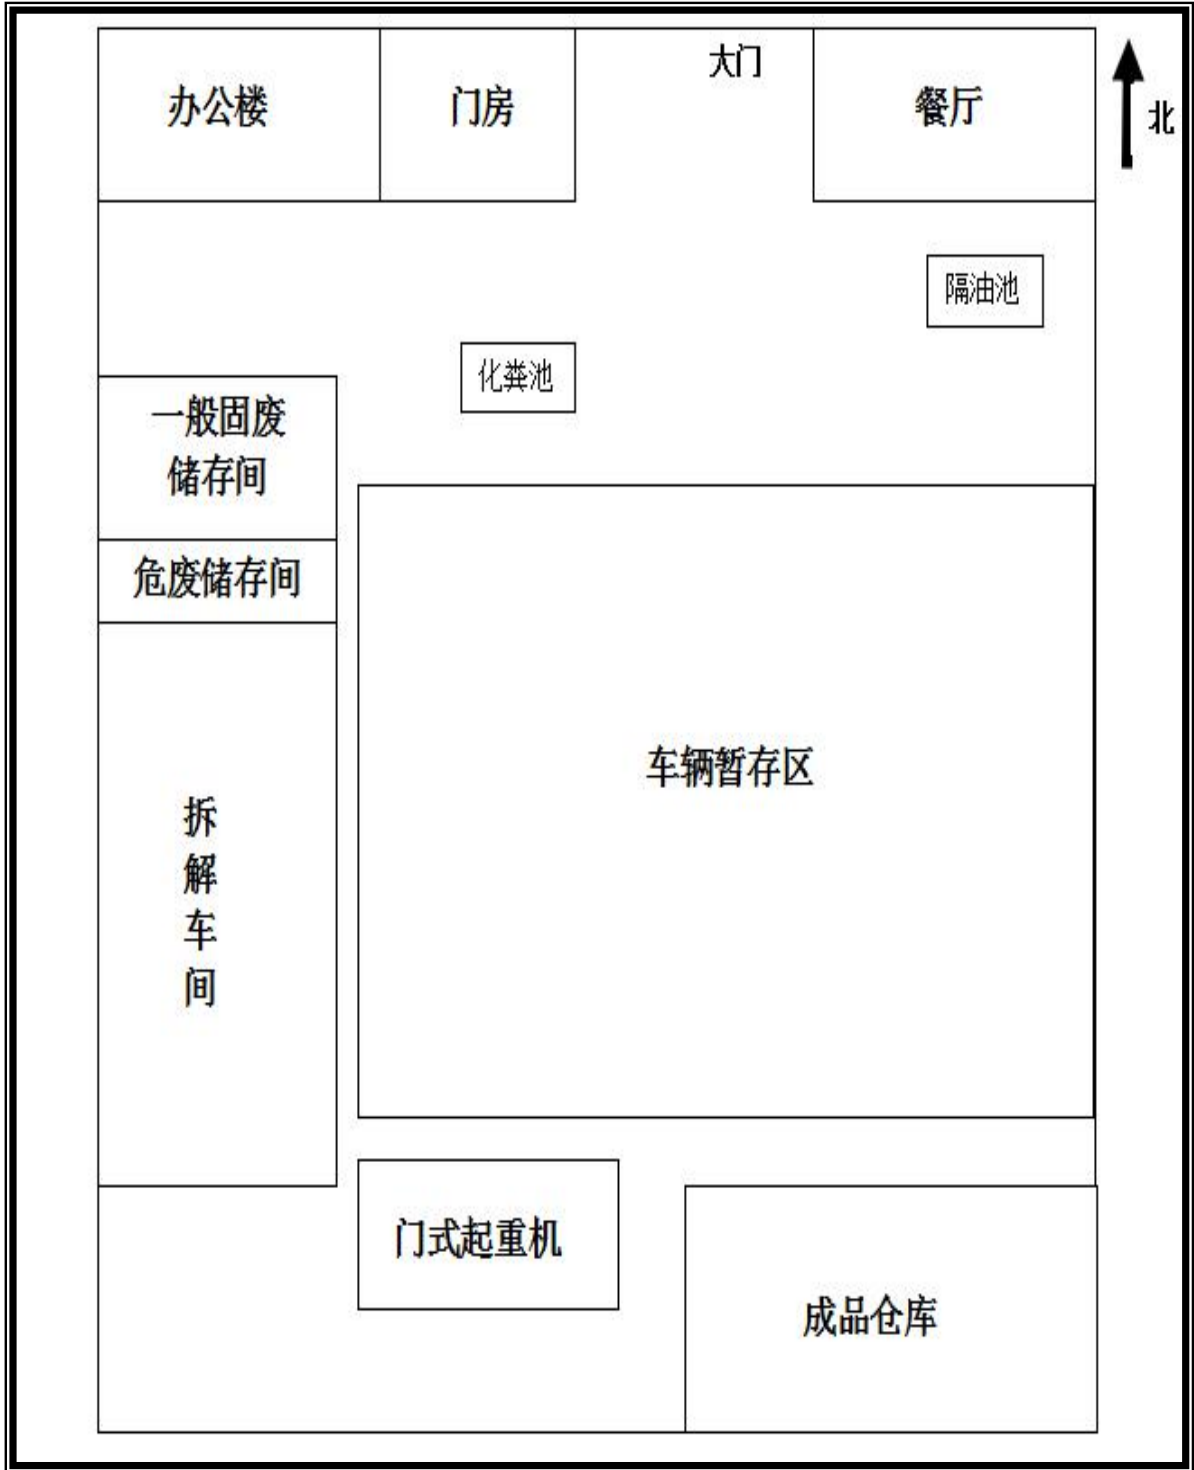 办公楼
门房
大门
餐厅
北
隔油池
化粪池
一般固废
储存间
危废储存间
车辆暂存区
拆
解
车
间
门式起重机
成品仓库